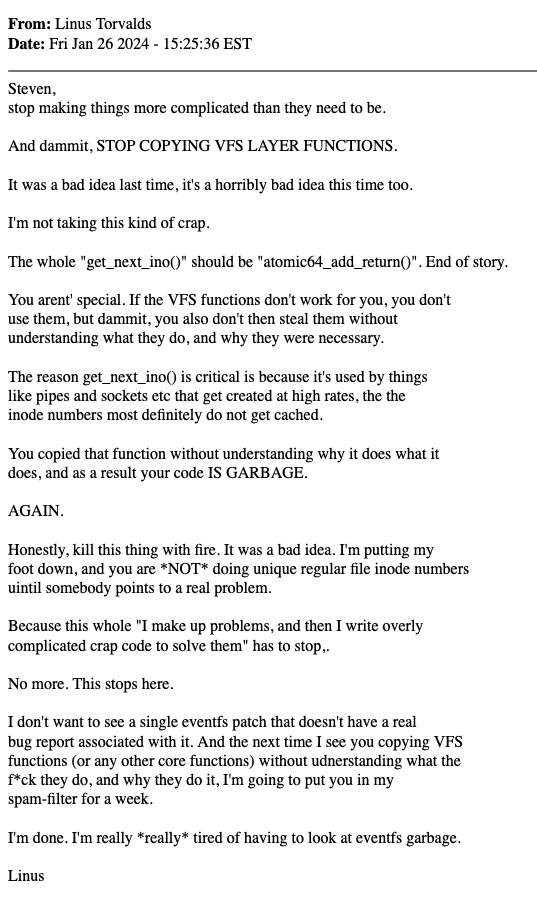 From: Linus Torvalds
Date: Fri Jan 26 2024 - 15:25:36 EST
Steven,
stop making things more complicated than they need to be.
And dammit, STOP COPYING VFS LAYER FUNCTIONS.
It was a bad idea last time, it's a horribly bad idea this time too.
I'm not taking this kind of crap.
The whole "get_next_ino()" should be "atomic64_add_return()". End of story.
You arent' special. If the VFS functions don't work for you, you don't
use them, but dammit, you also don't then steal them without
understanding what they do, and why they were necessary.
The reason get_next_ino() is critical is because it's used by things
like pipes and sockets etc that get created at high rates, the the
inode numbers most definitely do not get cached.
You copied that function without understanding why it does what it
does, and as a result your code IS GARBAGE.
AGAIN.
Honestly, kill this thing with fire. It was a bad idea. I'm putting my
foot down, and you are *NOT* doing unique regular file inode numbers
uintil somebody points to a real problem.
Because this whole "I make up problems, and then I write overly
complicated crap code to solve them" has to stop,.
No more. This stops here.
I don't want to see a single eventfs patch that doesn't have a real
bug report associated with it. And the next time I see you copying VFS
functions (or any other core functions) without udnerstanding what the
f*ck they do, and why they do it, I'm going to put you in my
spam-filter for a week.
I'm done. I'm really *really* tired of having to look at eventfs garbage.
Linus